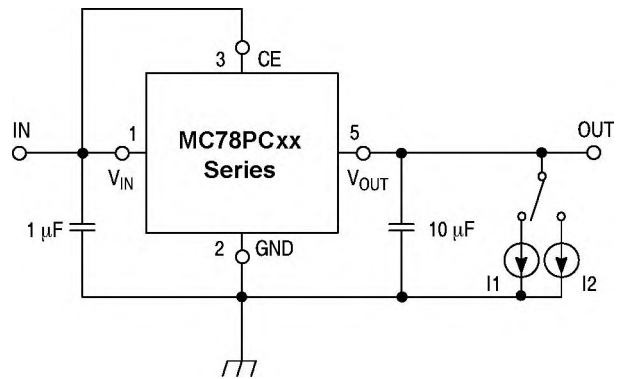 3 CE
IN
1
MC78PCxx
Series
5
OUT
V_IN
V_OUT
1 µF
2 GND
10 µF
I1
I2